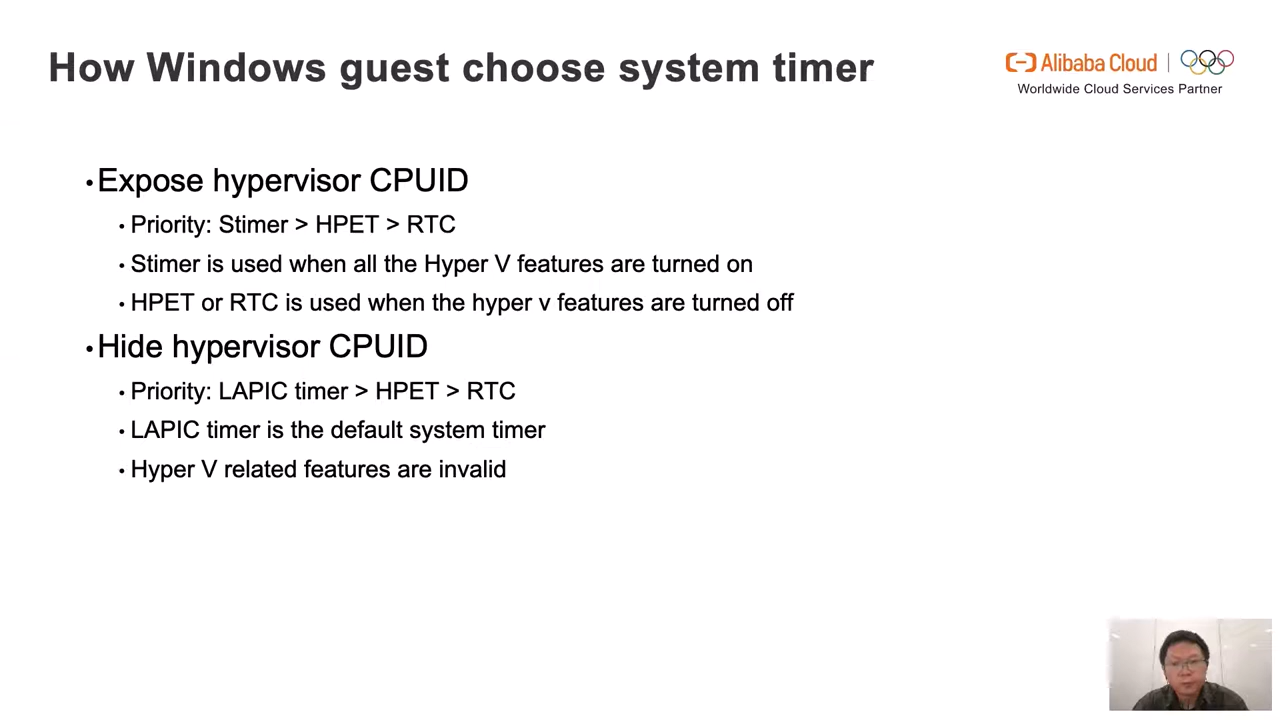 How Windows guest choose system timer
Alibaba Cloud
Worldwide Cloud Services Partner
• Expose hypervisor CPUID
• Priority: Stimer > HPET > RTC
• Stimer is used when all the Hyper V features are turned on
• HPET or RTC is used when the hyper v features are turned off
• Hide hypervisor CPUID
• Priority: LAPIC timer > HPET > RTC
• LAPIC timer is the default system timer
• Hyper V related features are invalid